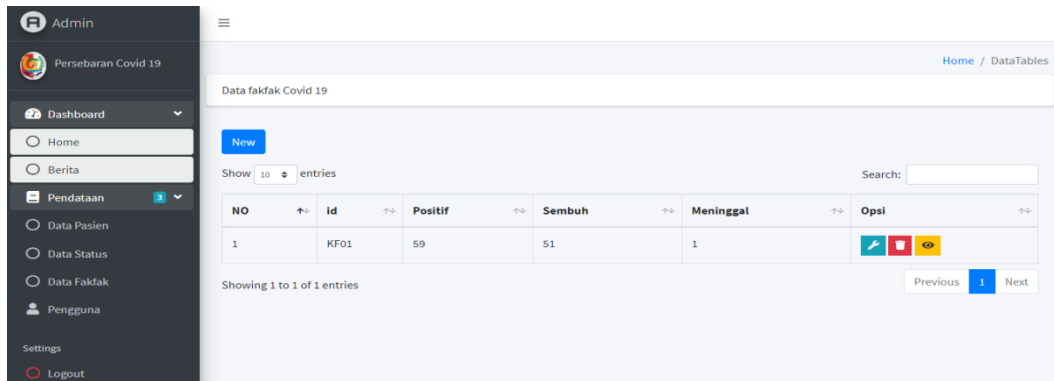 Admin
Persebaran Covid 19
Dashboard
Home
Berita
Pendataan 3
Data Pasien
Data Status
Data Fakfak
Pengguna
Settings
Logout
Home / DataTables
Data fakfak Covid 19
New
Show 10 entries
Search:
NO id Positif Sembuh Meninggal Opsi
1 KF01 59 51 1
Showing 1 to 1 of 1 entries
Previous 1 Next